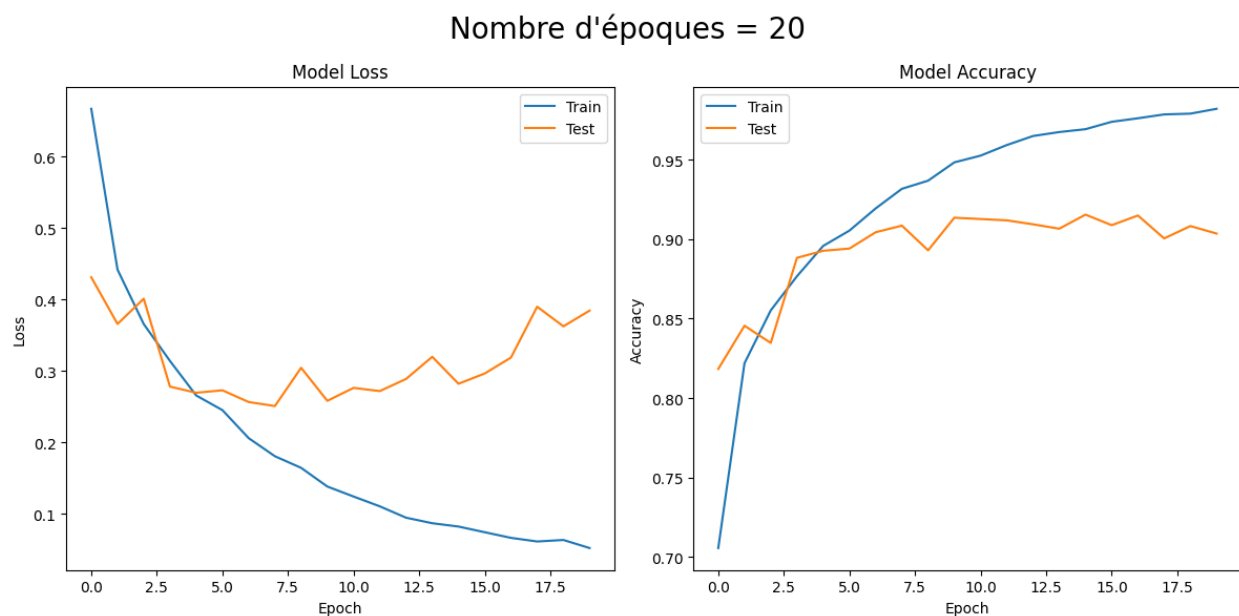 Nombre d'époques = 20
Model Loss
Train
Test
Loss
0.6
0.5
0.4
0.3
0.2
0.1
0.0
2.5
5.0
7.5
10.0
12.5
15.0
17.5
Epoch
Model Accuracy
Train
Test
Accuracy
0.95
0.90
0.85
0.80
0.75
0.70
0.0
2.5
5.0
7.5
10.0
12.5
15.0
17.5
Epoch